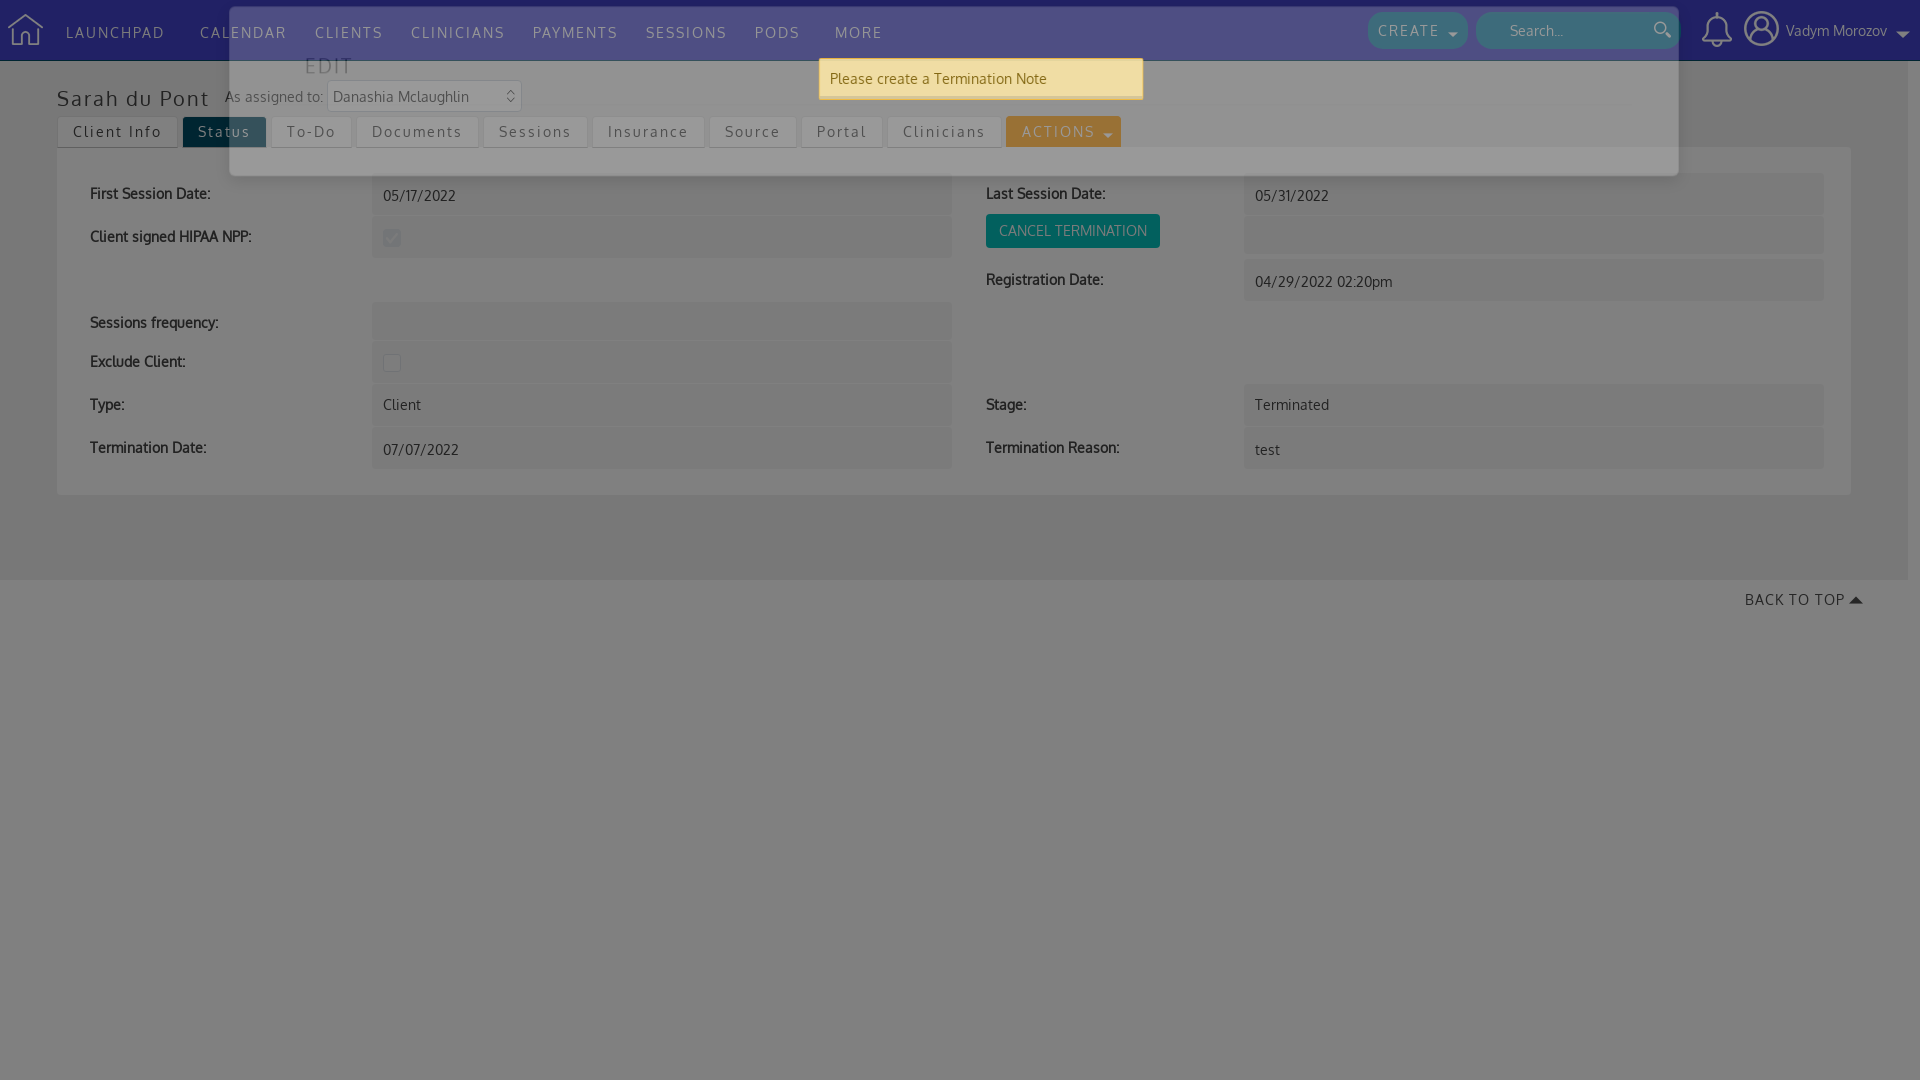 LAUNCHPAD CALENDAR CLIENTS CLINICIANS PAYMENTS SESSIONS PODS MORE CREATE Search... Vadym Morozov
EDIT
Please create a Termination Note
Sarah du Pont As assigned to: Danashia Mclaughlin
Client Info Status To-Do Documents Sessions Insurance Source Portal Clinicians ACTIONS
First Session Date: 05/17/2022 Last Session Date: 05/31/2022
Client signed HIPAA NPP: CANCEL TERMINATION
Registration Date: 04/29/2022 02:20pm
Sessions frequency:
Exclude Client:
Type: Client Stage: Terminated
Termination Date: 07/07/2022 Termination Reason: test
BACK TO TOP